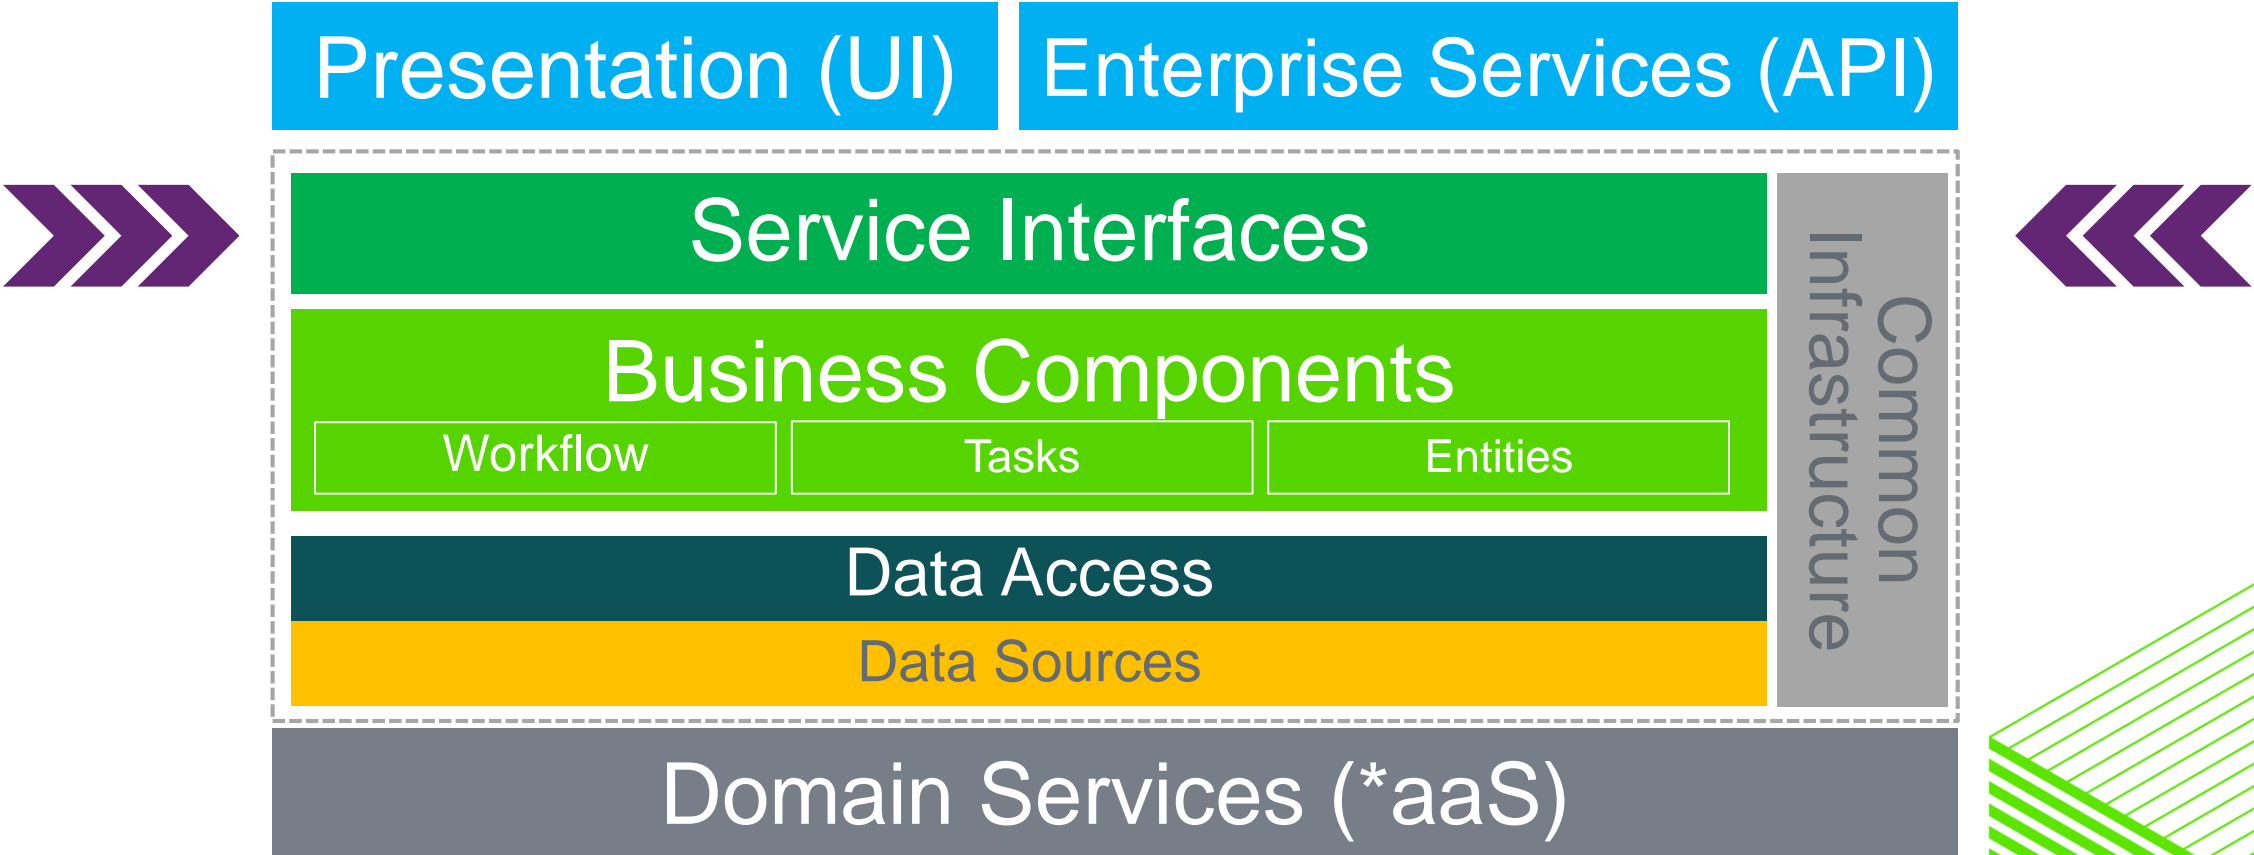 Presentation (UI)
Enterprise Services (API)
Service Interfaces
Business Components
Workflow
Tasks
Entities
Data Access
Data Sources
Common
Infrastructure
Domain Services (*aaS)